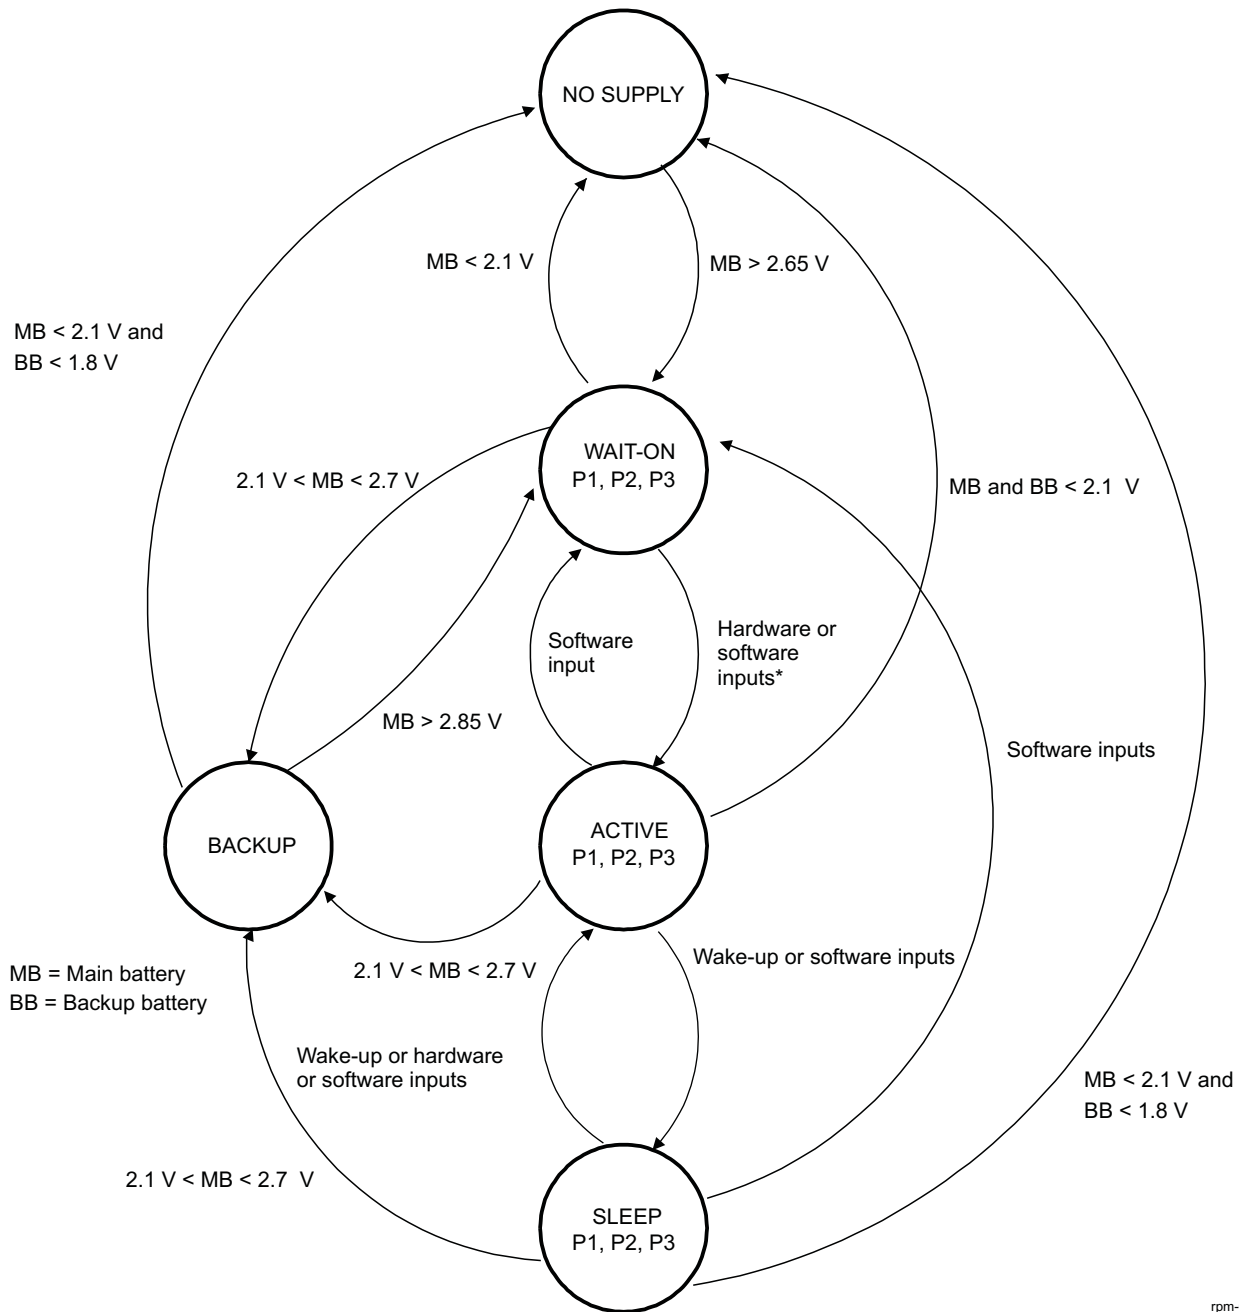 NO SUPPLY
MB < 2.1 V
MB > 2.65 V
MB < 2.1 V and
BB < 1.8 V
WAIT-ON
P1, P2, P3
2.1 V < MB < 2.7 V
MB and BB < 2.1 V
Software
input
Hardware or
software
inputs*
MB > 2.85 V
Software inputs
BACKUP
ACTIVE
P1, P2, P3
2.1 V < MB < 2.7 V
Wake-up or software inputs
MB = Main battery
BB = Backup battery
Wake-up or hardware
or software inputs
MB < 2.1 V and
BB < 1.8 V
2.1 V < MB < 2.7 V
SLEEP
P1, P2, P3
rpm-